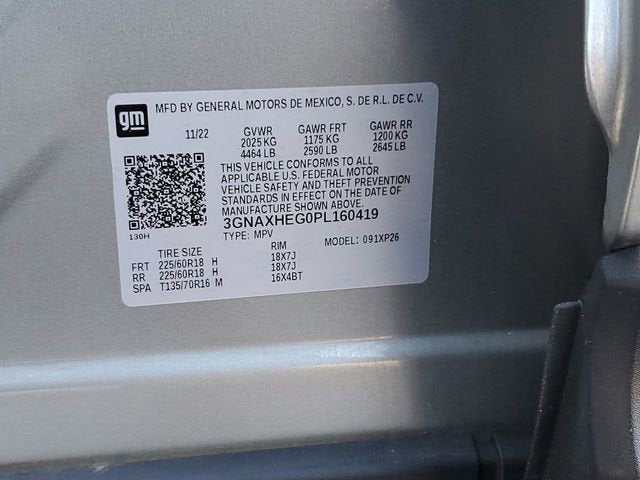 gm
MFD BY GENERAL MOTORS DE MEXICO, S. DE R.L. DE C.V.
11/22 GVWR GAWR FRT GAWR RR
2025 KG 1175 KG 1200 KG
4464 LB 2590 LB 2645 LB
THIS VEHICLE CONFORMS TO ALL
APPLICABLE U.S. FEDERAL MOTOR
VEHICLE SAFETY AND THEFT PREVENTION
STANDARDS IN EFFECT ON THE DATE OF
MANUFACTURE SHOWN ABOVE.
3GNAXHEG0PL160419
130H TYPE: MPV MODEL: 091XP26
TIRE SIZE RIM
FRT 225/60R18 H 18X7J
RR 225/60R18 H 18X7J
SPA T135/70R16 M 16X4BT